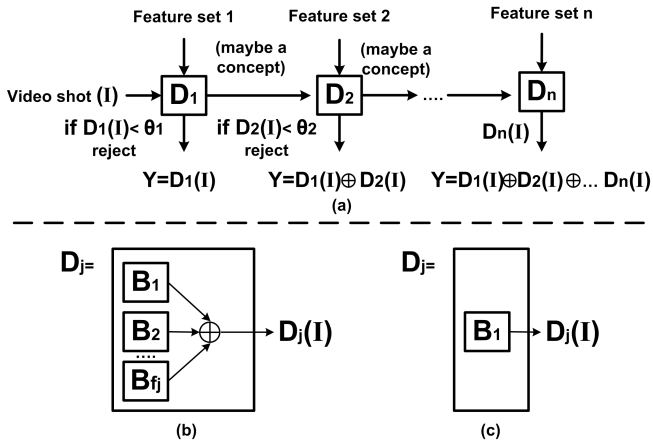 Feature set 1
Feature set 2
Feature set n
(maybe a concept)
(maybe a concept)
Video shot (I)
D1
D2
....
Dn
if D1(I)< θ1
reject
if D2(I)< θ2
reject
Dn(I)
Y=D1(I)
Y=D1(I)⊕ D2(I)
Y=D1(I)⊕D2(I) ⊕... Dn(I)
(a)
Dj=
B1
B2
....
Bfj
Dj(I)
(b)
Dj=
B1
Dj(I)
(c)